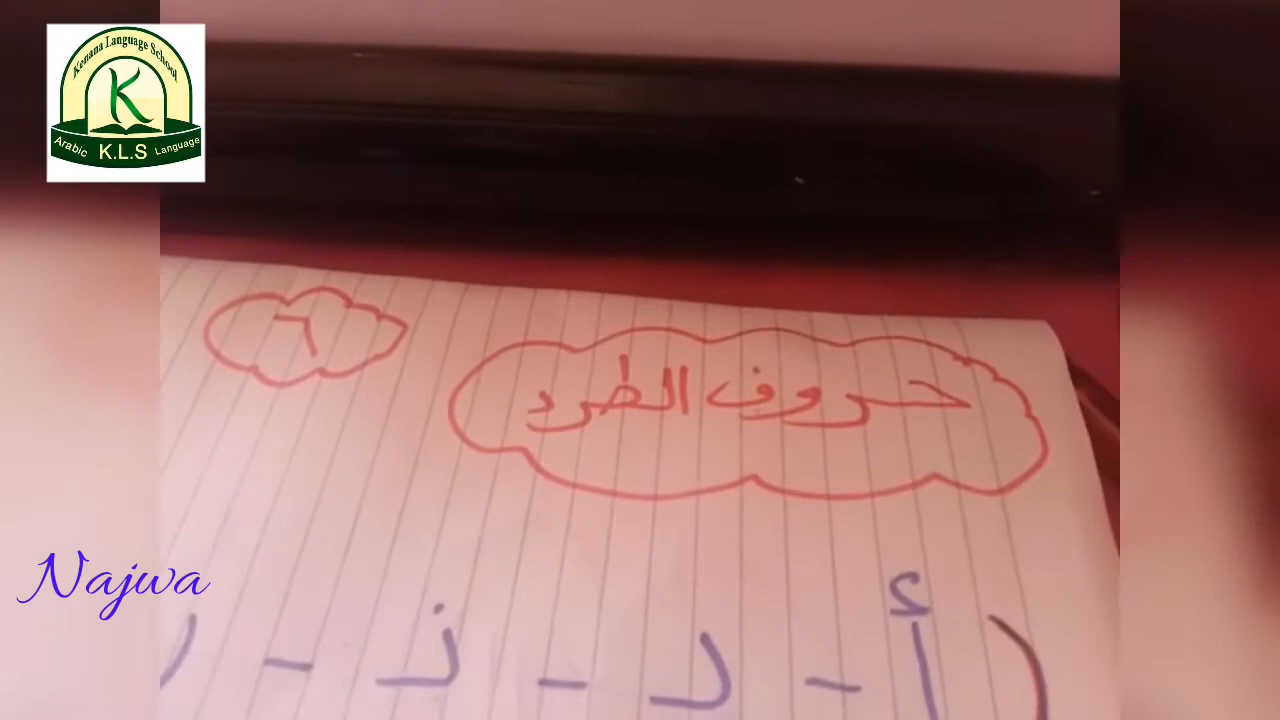 Kenana Language School
K
Arabic K.L.S Language
حروف الطرد
٦
( أ - د - ذ - ر
Najwa